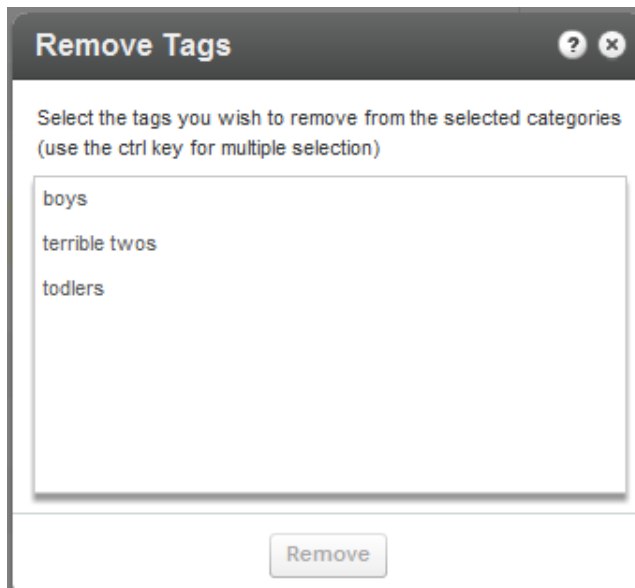 Remove Tags
Select the tags you wish to remove from the selected categories
(use the ctrl key for multiple selection)
boys
terrible twos
todlers
Remove